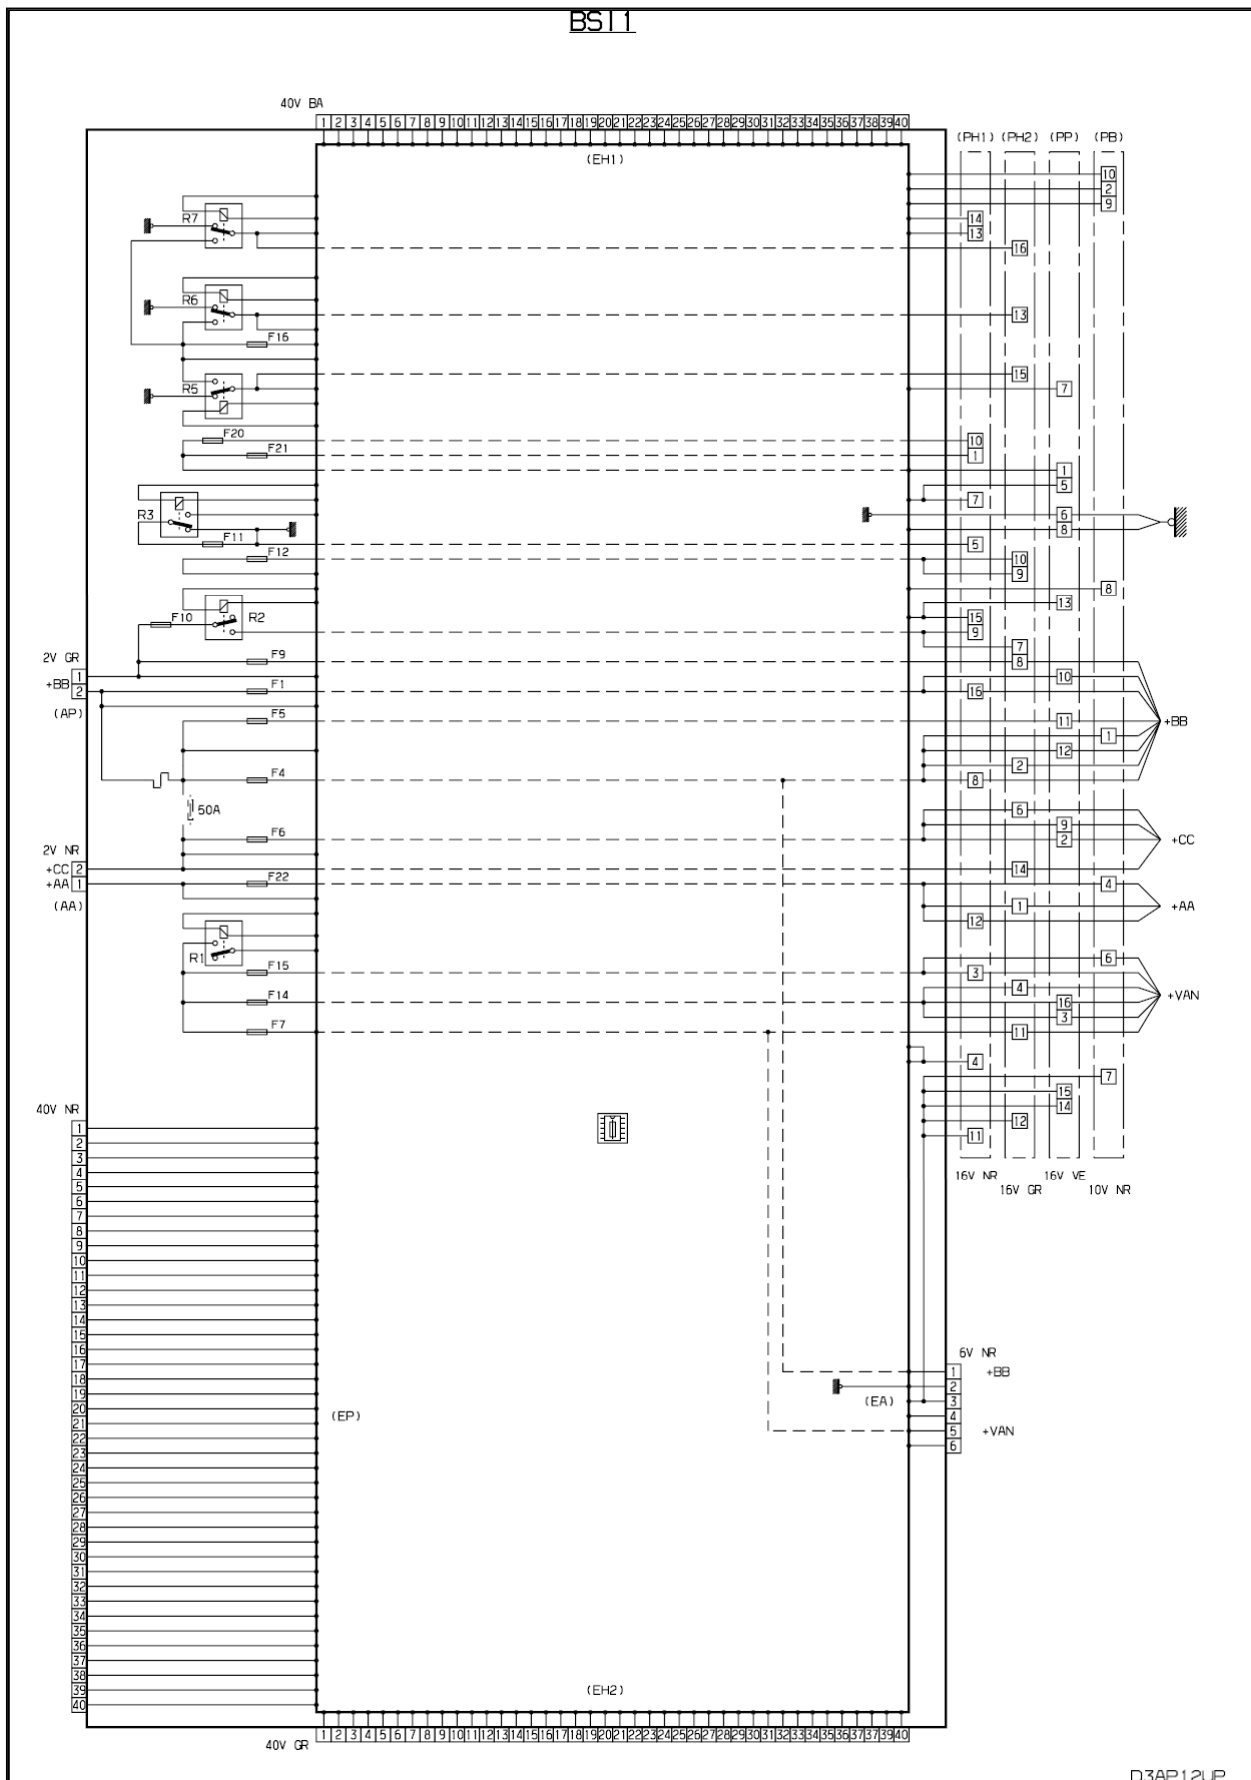 BSI1
40V BA
1 2 3 4 5 6 7 8 9 10 11 12 13 14 15 16 17 18 19 20 21 22 23 24 25 26 27 28 29 30 31 32 33 34 35 36 37 38 39 40
(PH1) (PH2) (PP) (PB)
(EH1)
10
2
9
R7
14
13
16
R6
13
F16
15
R5
7
F20
10
F21
1
1
5
R3
7
6
8
F11
5
F12
10
9
8
F10
R2
13
15
9
7
2V GR
F9
8
1
10
+BB 2
F1
16
(AP)
F5
11
+BB
1
12
2
F4
8
50A
6
9
F6
2
+CC
2V NR
+CC 2
14
+AA 1
F22
4
(AA)
1
+AA
12
R1
6
F15
3
4
+VAN
F14
16
3
F7
11
4
7
15
40V NR
14
12
11
16V NR 16V VE
16V GR 10V NR
1
2
3
4
5
6
7
8
9
10
11
12
13
14
15
16
17
18
19
20
21
22
23
24
25
26
27
28
29
30
31
32
33
34
35
36
37
38
39
40
6V NR
1 +BB
2
(EA) 3
4
(EP)
5 +VAN
6
(EH2)
1 2 3 4 5 6 7 8 9 10 11 12 13 14 15 16 17 18 19 20 21 22 23 24 25 26 27 28 29 30 31 32 33 34 35 36 37 37 39 40
40V GR
D3AP12UP